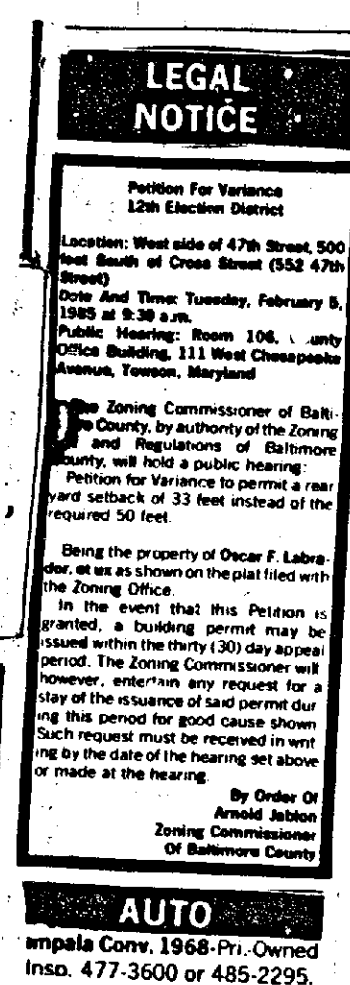 LEGAL
NOTICE
Petition For Variance
12th Election District
Location: West side of 47th Street, 500
feet South of Cross Street (552 47th
Street)
Date And Time: Tuesday, February 5,
1985 at 9:30 a.m.
Public Hearing: Room 106, unty
Office Building, 111 West Chesapeake
Avenue, Towson, Maryland
Zoning Commissioner of Balti-
County, by authority of the Zoning
and Regulations of Baltimore
County, will hold a public hearing:
Petition for Variance to permit a rear
yard setback of 33 feet instead of the
required 50 feet.
Being the property of Oscar F. Labra-
dor, et ux as shown on the plat filed with
the Zoning Office.
In the event that this Petition is
granted, a building permit may be
issued within the thirty (30) day appeal
period. The Zoning Commissioner will
however, entertain any request for a
stay of the issuance of said permit dur
ing this period for good cause shown
Such request must be received in writ
ing by the date of the hearing set above
or made at the hearing.
By Order Of
Arnold Jablon
Zoning Commissioner
Of Baltimore County
AUTO
mpala Conv. 1968-Pri.-Owned
Insp. 477-3600 or 485-2295.